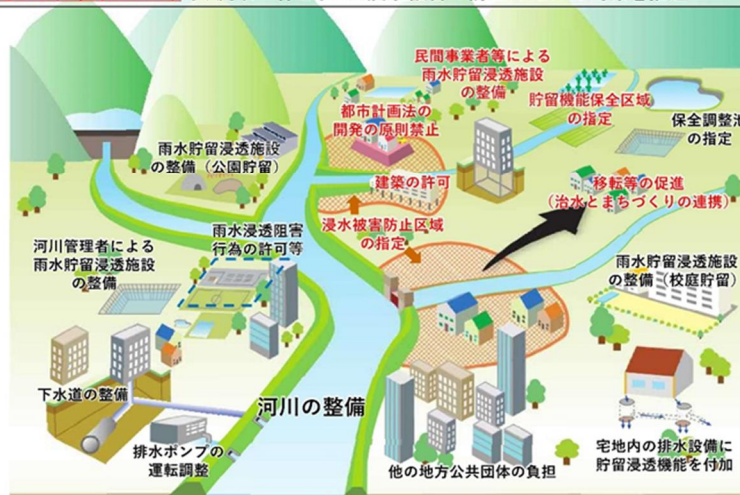 民間事業者等による
雨水貯留浸透施設
の整備
都市計画法の
開発の原則禁止
貯留機能保全区域
の指定
保全調整池
の指定
雨水貯留浸透施設
の整備（公園貯留）
建築の許可
移転等の促進
（治水とまちづくりの連携）
浸水被害防止区域
の指定
雨水浸透阻害
行為の許可等
河川管理者による
雨水貯留浸透施設
の整備
雨水貯留浸透施設
の整備（校庭貯留）
下水道の整備
河川の整備
排水ポンプの
運転調整
他の地方公共団体の負担
宅地内の排水設備に
貯留浸透機能を付加